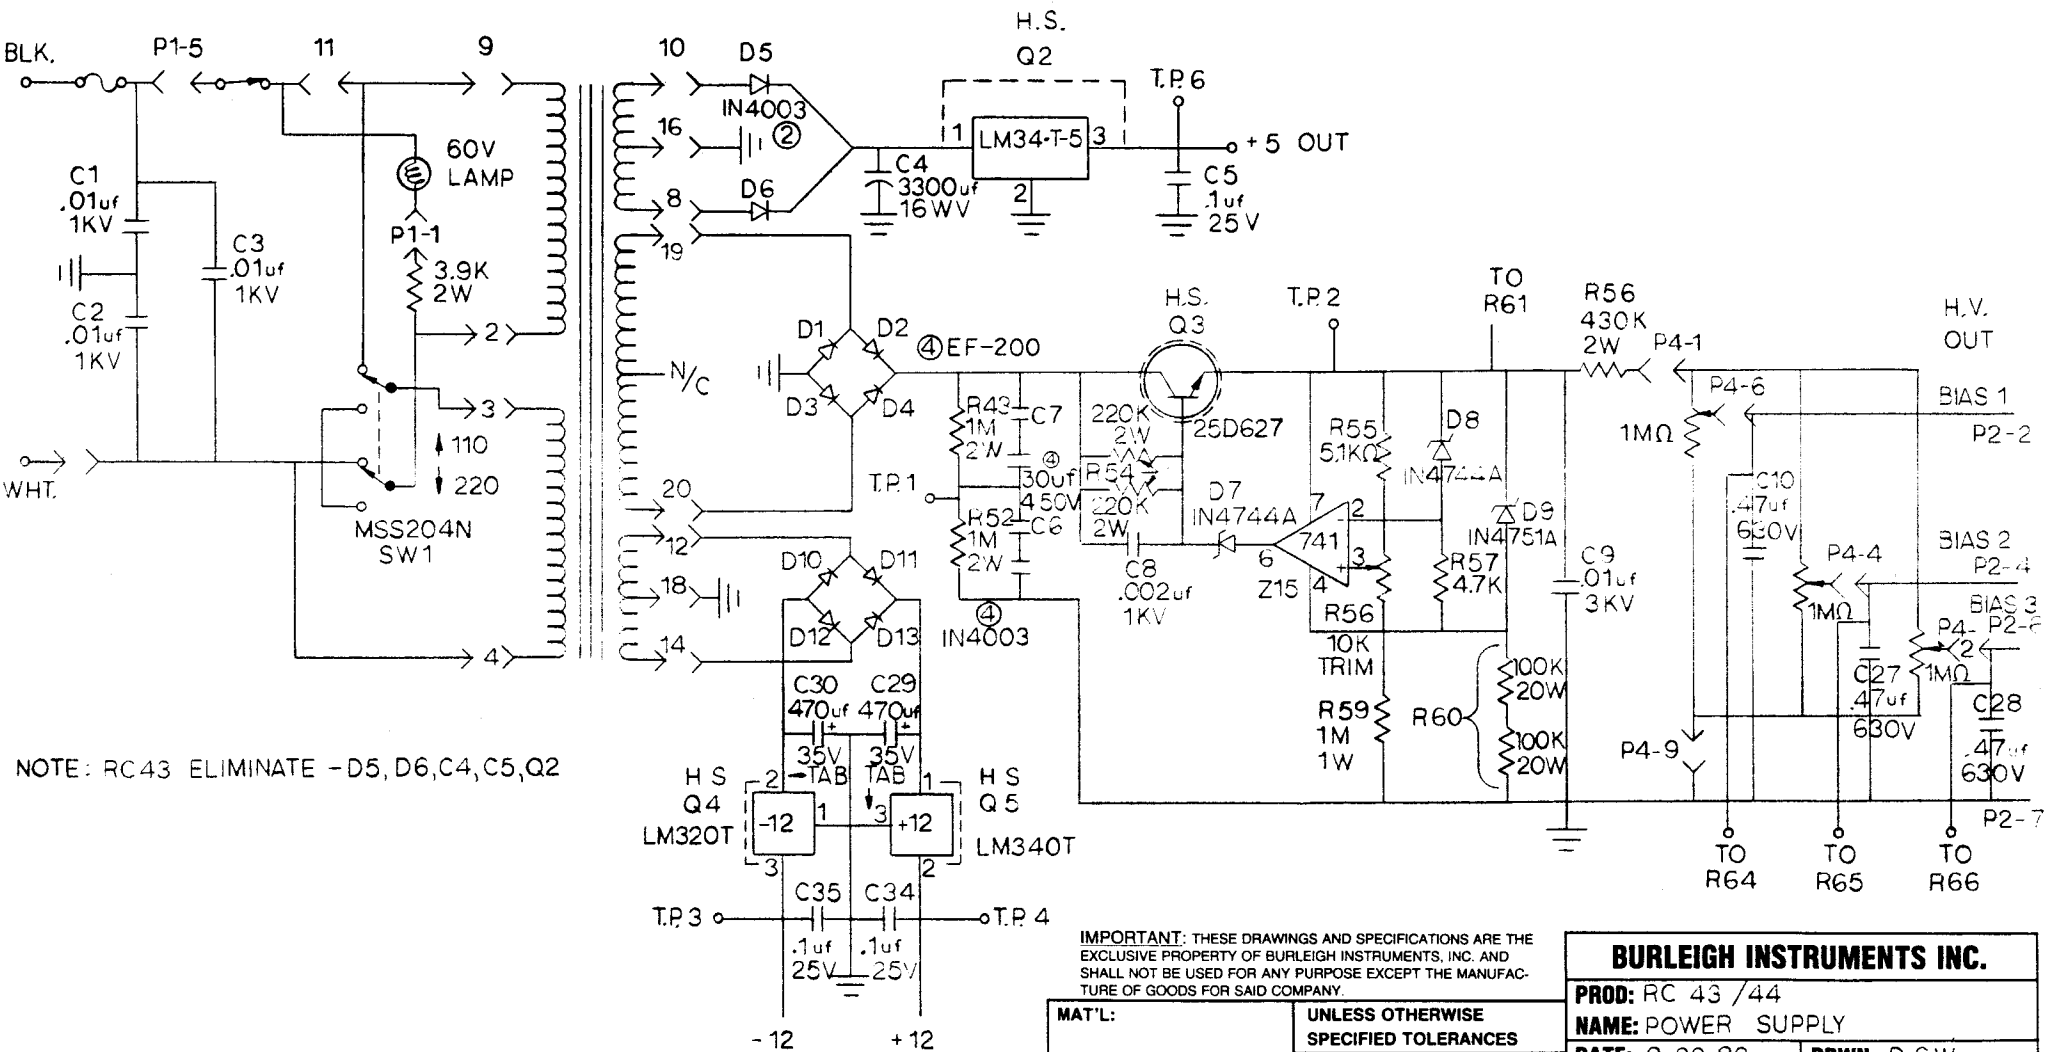 H.S.
Q2
BLK.
P1-5
11
9
10
D5
T.P.6
IN4003
②
16
1
LM34·T-5
3
+5 OUT
60V
LAMP
C1
.01uf
1KV
8
D6
C4
3300uf
16WV
2
C5
.1uf
25V
P1-1
19
C3
.01uf
1KV
3.9K
2W
C2
.01uf
1KV
2
H.S.
Q3
T.P.2
TO
R61
R56
430K
2W
P4-1
H.V.
OUT
D1
D2
④EF-200
N/C
D3
D4
R43
1M
2W
C7
220K
2W
25D627
R55
5.1KΩ
D8
IN4744A
1MΩ
P4-6
BIAS 1
P2-2
3
110
220
WHT.
MSS204N
SW1
20
T.P.1
④
30uf
450V
R54
220K
2W
D7
IN4744A
7
2
-
741
6
+3
4
Z15
D9
IN4751A
C10
.47uf
630V
R52
1M
2W
C6
12
D10
D11
18
D12
D13
14
4
④
IN4003
C8
.002uf
1KV
R57
4.7K
C9
.01uf
3KV
P4-4
BIAS 2
P2-4
1MΩ
BIAS 3
P2-6
P4-
2
1MΩ
R56
10K
TRIM
C30
470uf
35V
C29
470uf
35V
+
+
100K
20W
R60
100K
20W
R59
1M
1W
C27
.47uf
630V
C28
.47uf
630V
P4-9
NOTE: RC43 ELIMINATE -D5, D6, C4, C5, Q2
H S
Q4
LM320T
2
TAB
TAB
1
H S
Q5
LM340T
-12
1
3
+12
3
2
P2-7
TO
R64
TO
R65
TO
R66
C35
C34
T.P.3
T.P.4
.1uf
25V
.1uf
25V
-12
+12
IMPORTANT: THESE DRAWINGS AND SPECIFICATIONS ARE THE
EXCLUSIVE PROPERTY OF BURLEIGH INSTRUMENTS, INC. AND
SHALL NOT BE USED FOR ANY PURPOSE EXCEPT THE MANUFAC-
TURE OF GOODS FOR SAID COMPANY.
MAT'L:
UNLESS OTHERWISE
SPECIFIED TOLERANCES
BURLEIGH INSTRUMENTS INC.
PROD: RC 43 /44
NAME: POWER SUPPLY